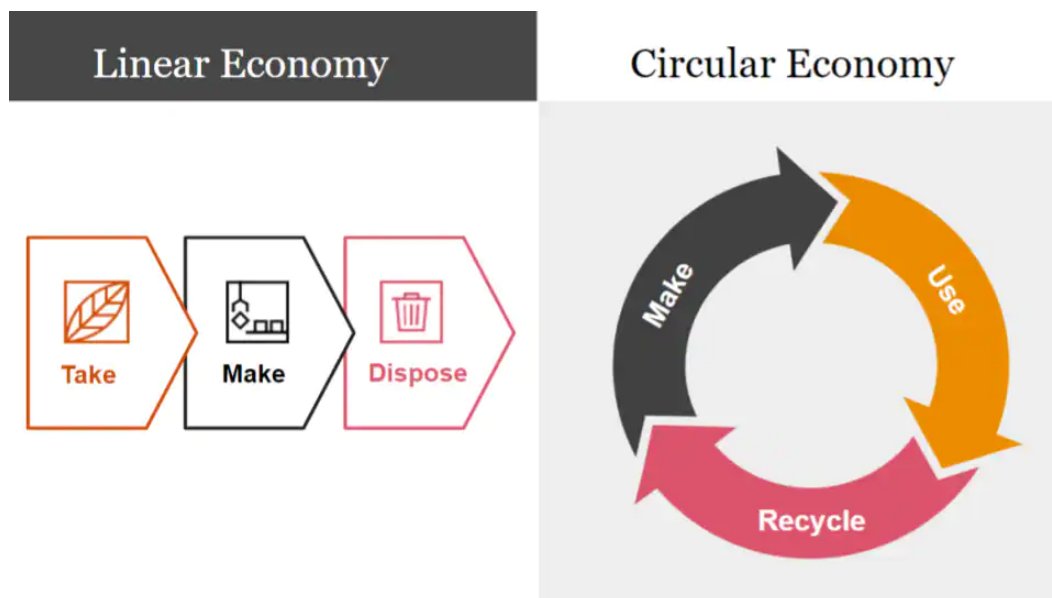 Linear Economy
Circular Economy
Take
Make
Dispose
Make
Use
Recycle